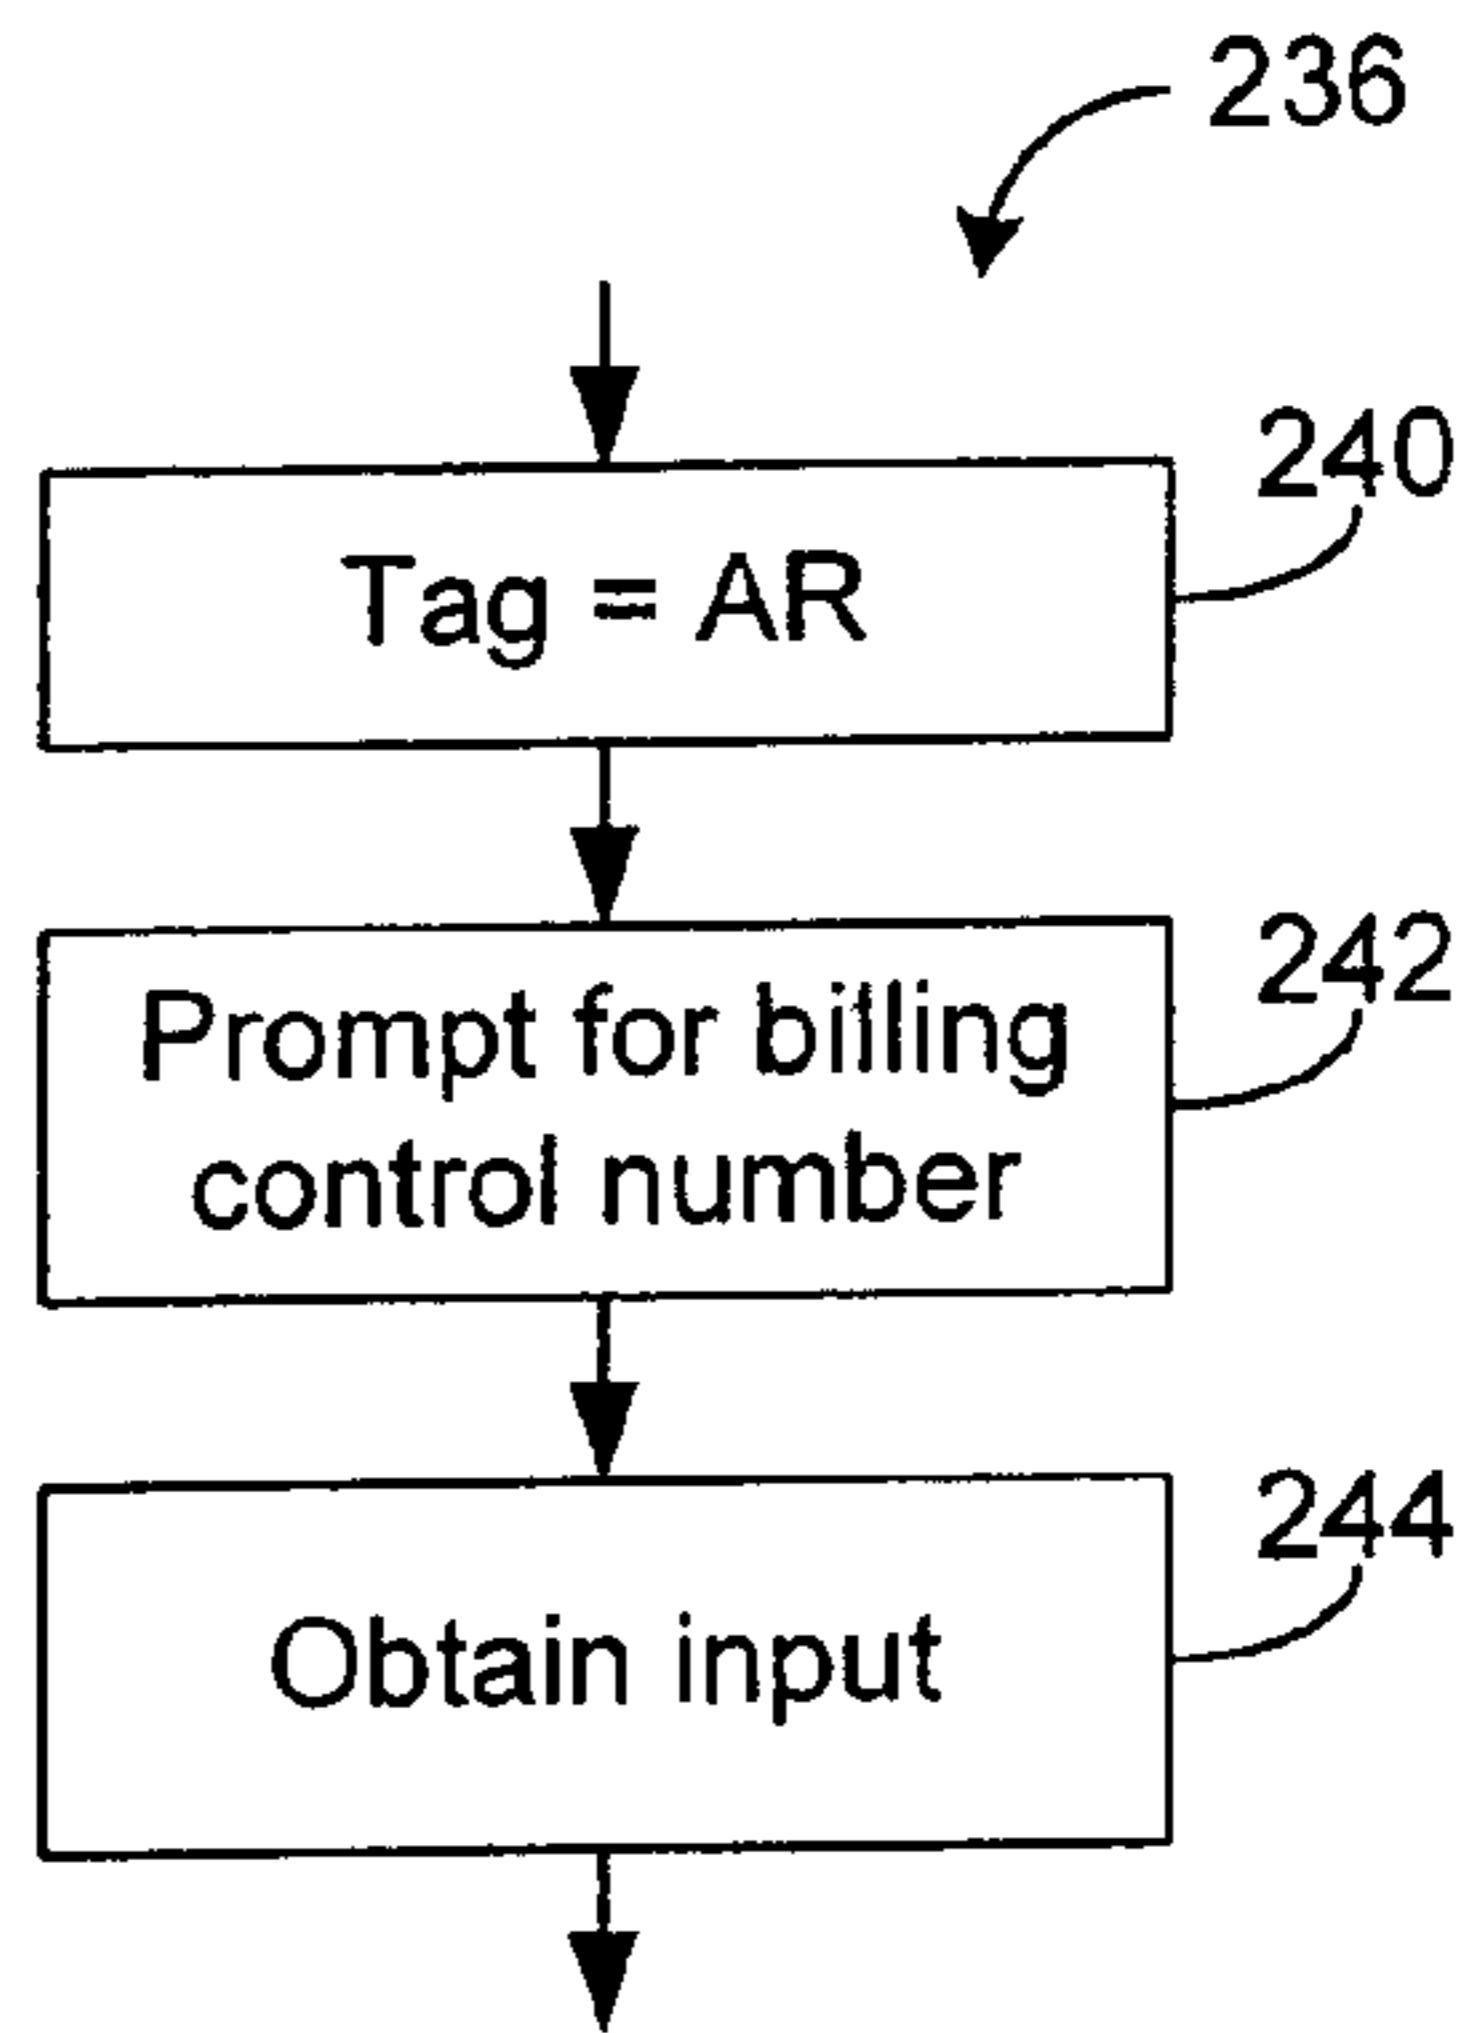 236
240
Tag = AR
242
Prompt for billing
control number
244
Obtain input